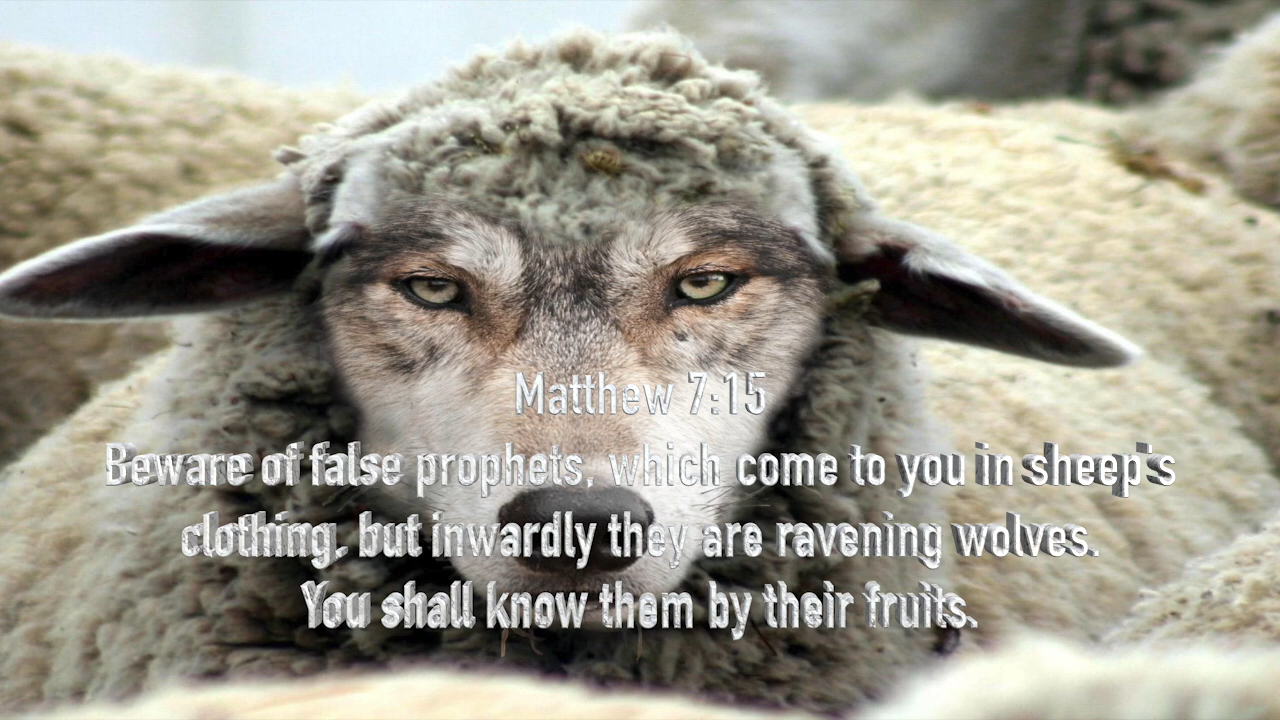 Matthew 7:15
Beware of false prophets, which come to you in sheep's
clothing, but inwardly they are ravening wolves.
You shall know them by their fruits.